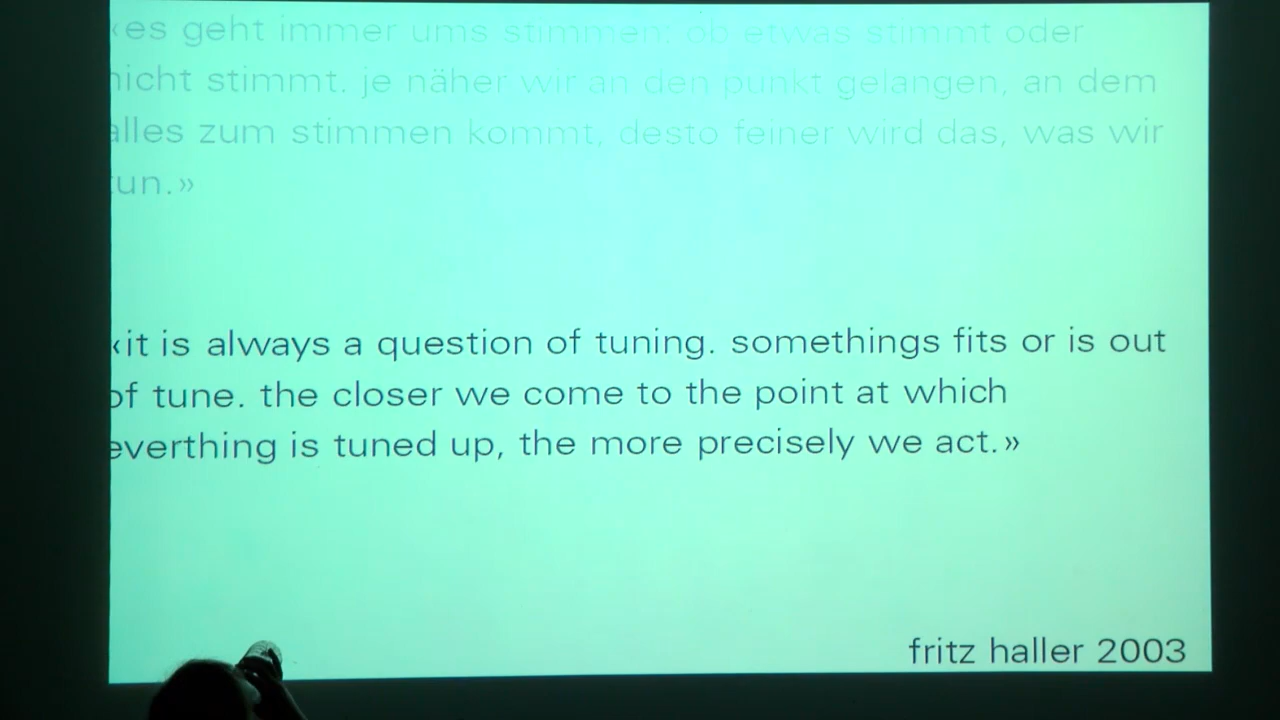 «es geht immer ums stimmen: ob etwas stimmt oder
nicht stimmt. je näher wir an den punkt gelangen, an dem
alles zum stimmen kommt, desto feiner wird das, was wir
tun.»
«it is always a question of tuning. somethings fits or is out
of tune. the closer we come to the point at which
everthing is tuned up, the more precisely we act.»
fritz haller 2003